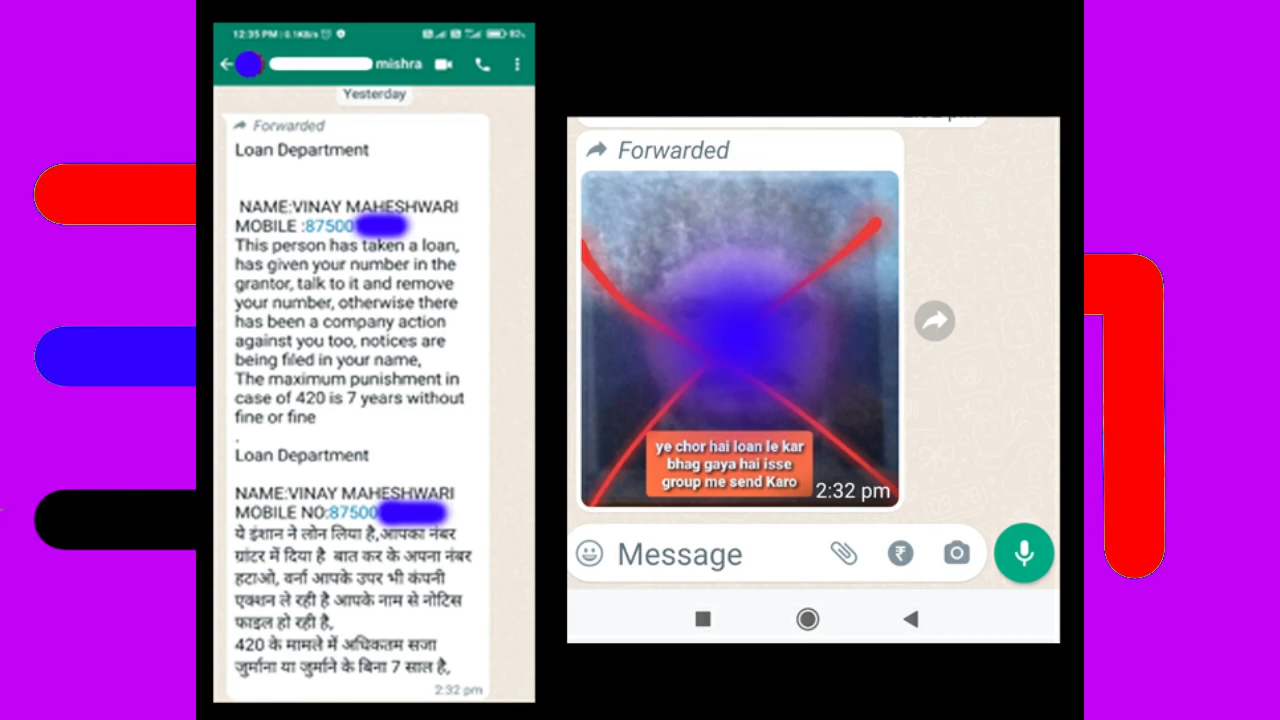 12:35 PM | 0.1KB/s
mishra
Yesterday
Forwarded
Loan Department
NAME:VINAY MAHESHWARI
MOBILE :87500
This person has taken a loan,
has given your number in the
grantor, talk to it and remove
your number, otherwise there
has been a company action
against you too, notices are
being filed in your name,
The maximum punishment in
case of 420 is 7 years without
fine or fine
.
Loan Department
NAME:VINAY MAHESHWARI
MOBILE NO:87500
ये इंशान ने लोन लिया है,आपका नंबर
ग्रांटर में दिया है बात कर के अपना नंबर
हटाओ, वर्ना आपके उपर भी कंपनी
एक्शन ले रही है आपके नाम से नोटिस
फाइल हो रही है,
420 के मामले में अधिकतम सजा
जुर्माना या जुर्माने के बिना 7 साल है,
2:32 pm
Forwarded
ye chor hai loan le kar
bhag gaya hai isse
group me send Karo
2:32 pm
Message